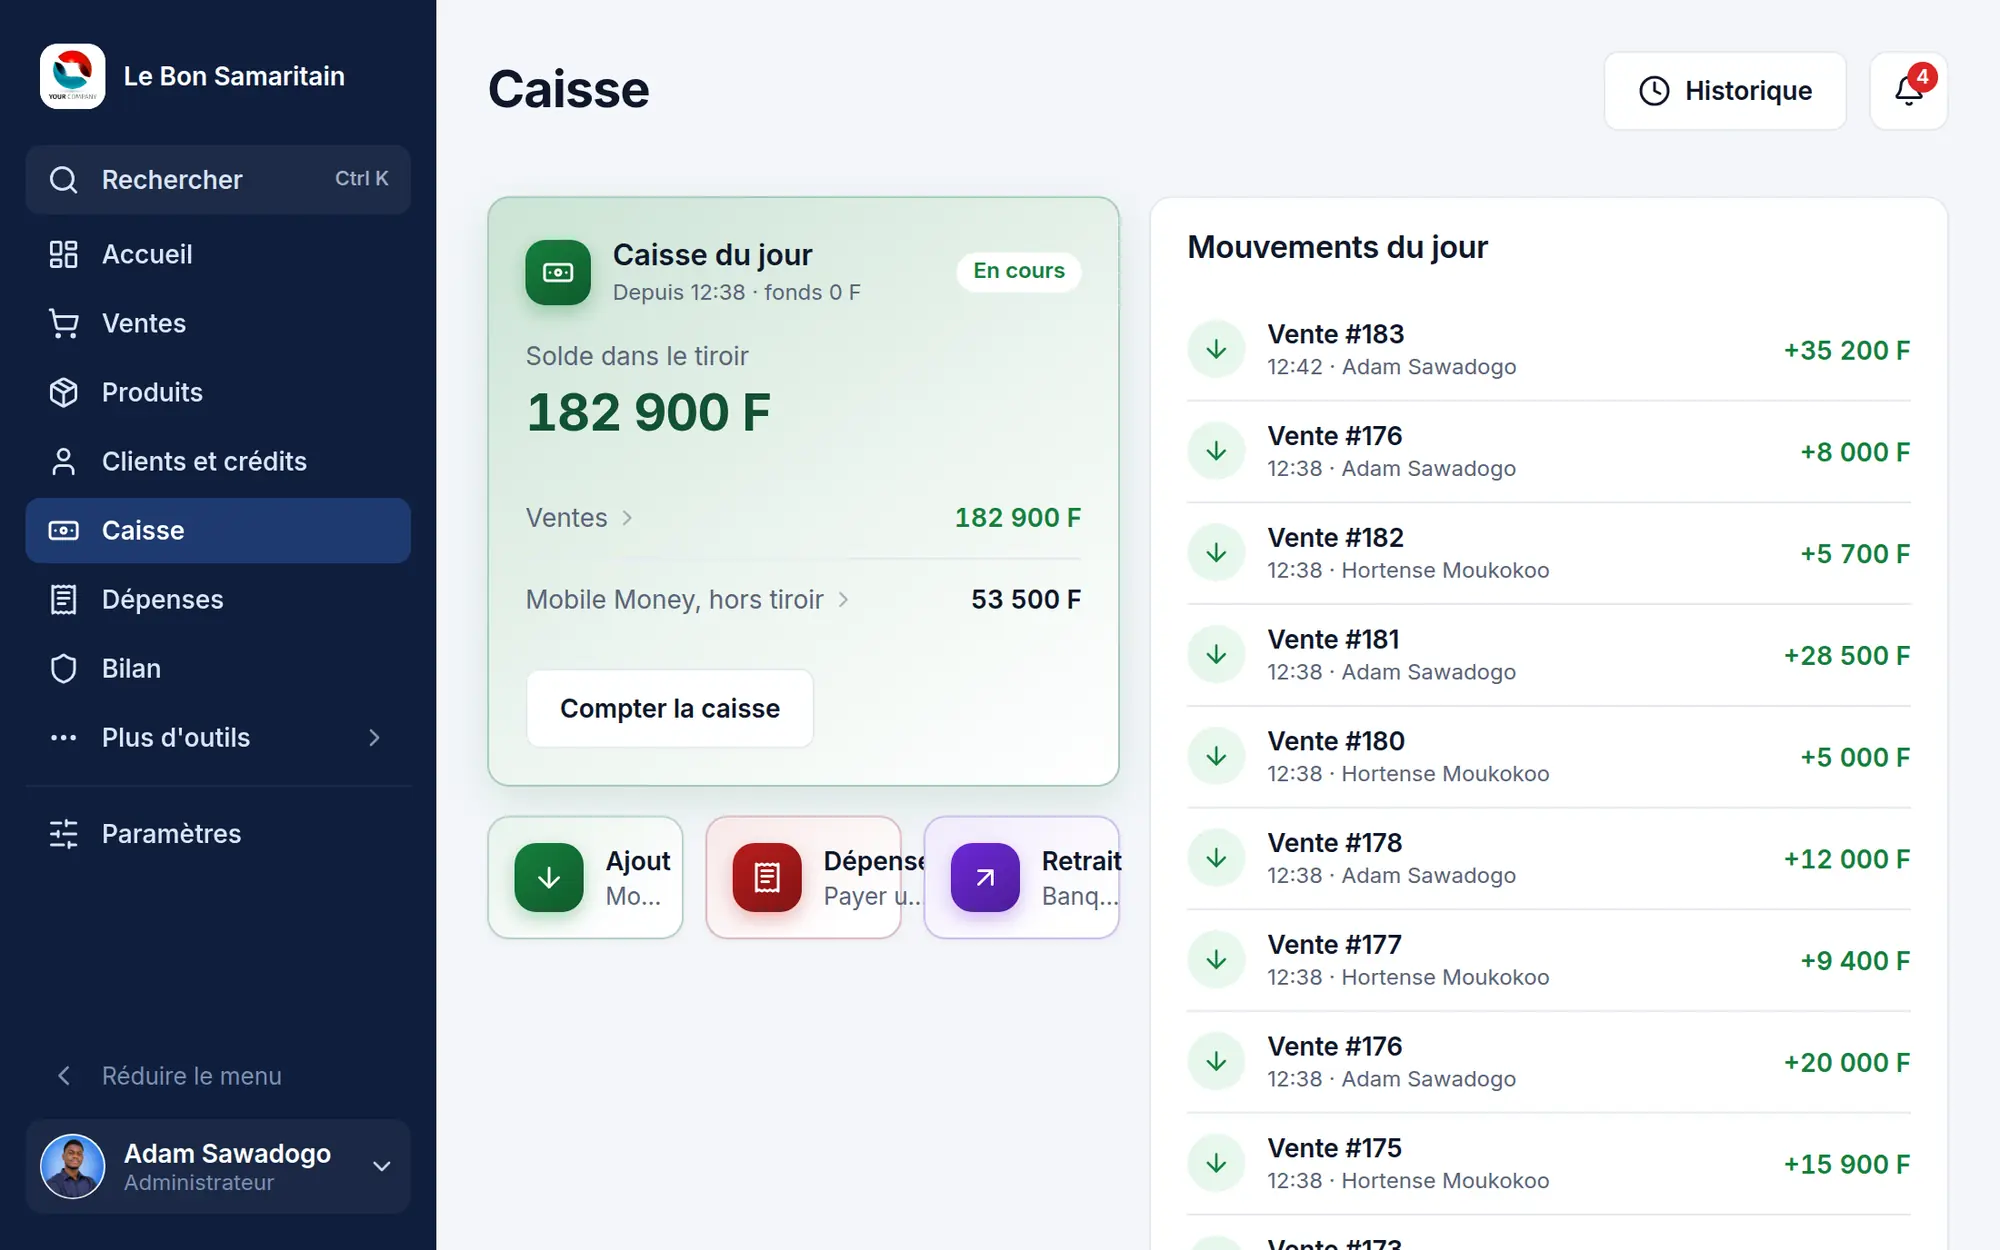 YOUR COMPANY
Le Bon Samaritain
Rechercher Ctrl K
Accueil
Ventes
Produits
Clients et crédits
Caisse
Dépenses
Bilan
Plus d'outils
Paramètres
Réduire le menu
Adam Sawadogo
Administrateur
Caisse
Historique
4
Caisse du jour
Depuis 12:38 · fonds 0 F
En cours
Solde dans le tiroir
182 900 F
Ventes 182 900 F
Mobile Money, hors tiroir 53 500 F
Compter la caisse
Ajout
Mo...
Dépense
Payer u...
Retrait
Banq...
Mouvements du jour
Vente #183
12:42 · Adam Sawadogo
+35 200 F
Vente #176
12:38 · Adam Sawadogo
+8 000 F
Vente #182
12:38 · Hortense Moukokoo
+5 700 F
Vente #181
12:38 · Adam Sawadogo
+28 500 F
Vente #180
12:38 · Hortense Moukokoo
+5 000 F
Vente #178
12:38 · Adam Sawadogo
+12 000 F
Vente #177
12:38 · Hortense Moukokoo
+9 400 F
Vente #176
12:38 · Adam Sawadogo
+20 000 F
Vente #175
12:38 · Hortense Moukokoo
+15 900 F
Vente #173